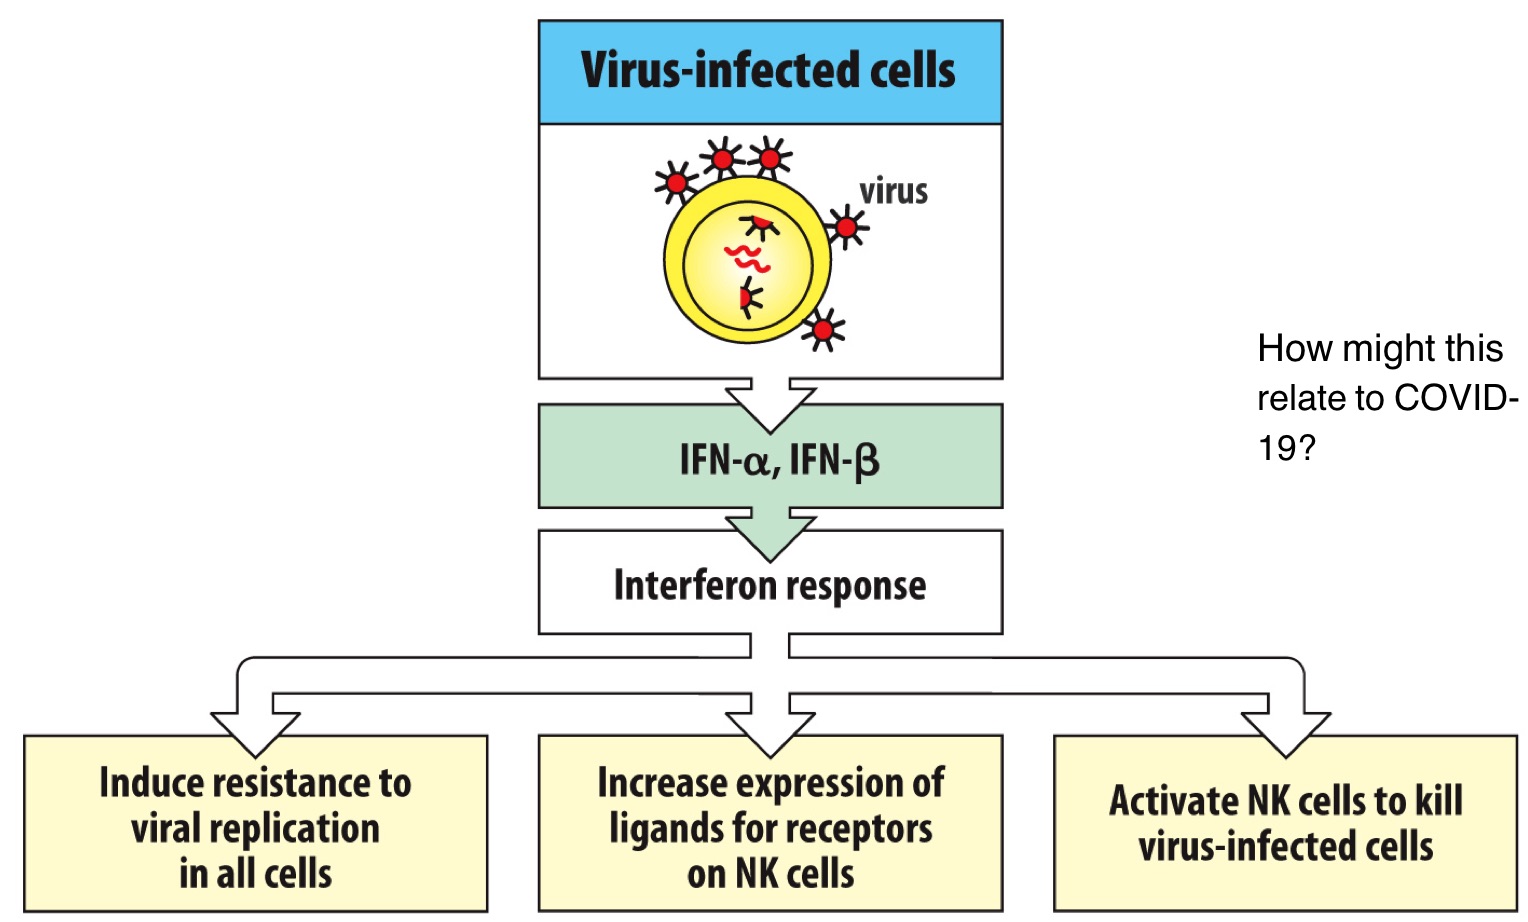 Virus-infected cells
virus
How might this
relate to COVID-
19?
IFN-α, IFN-β
Interferon response
Induce resistance to
viral replication
in all cells
Increase expression of
ligands for receptors
on NK cells
Activate NK cells to kill
virus-infected cells